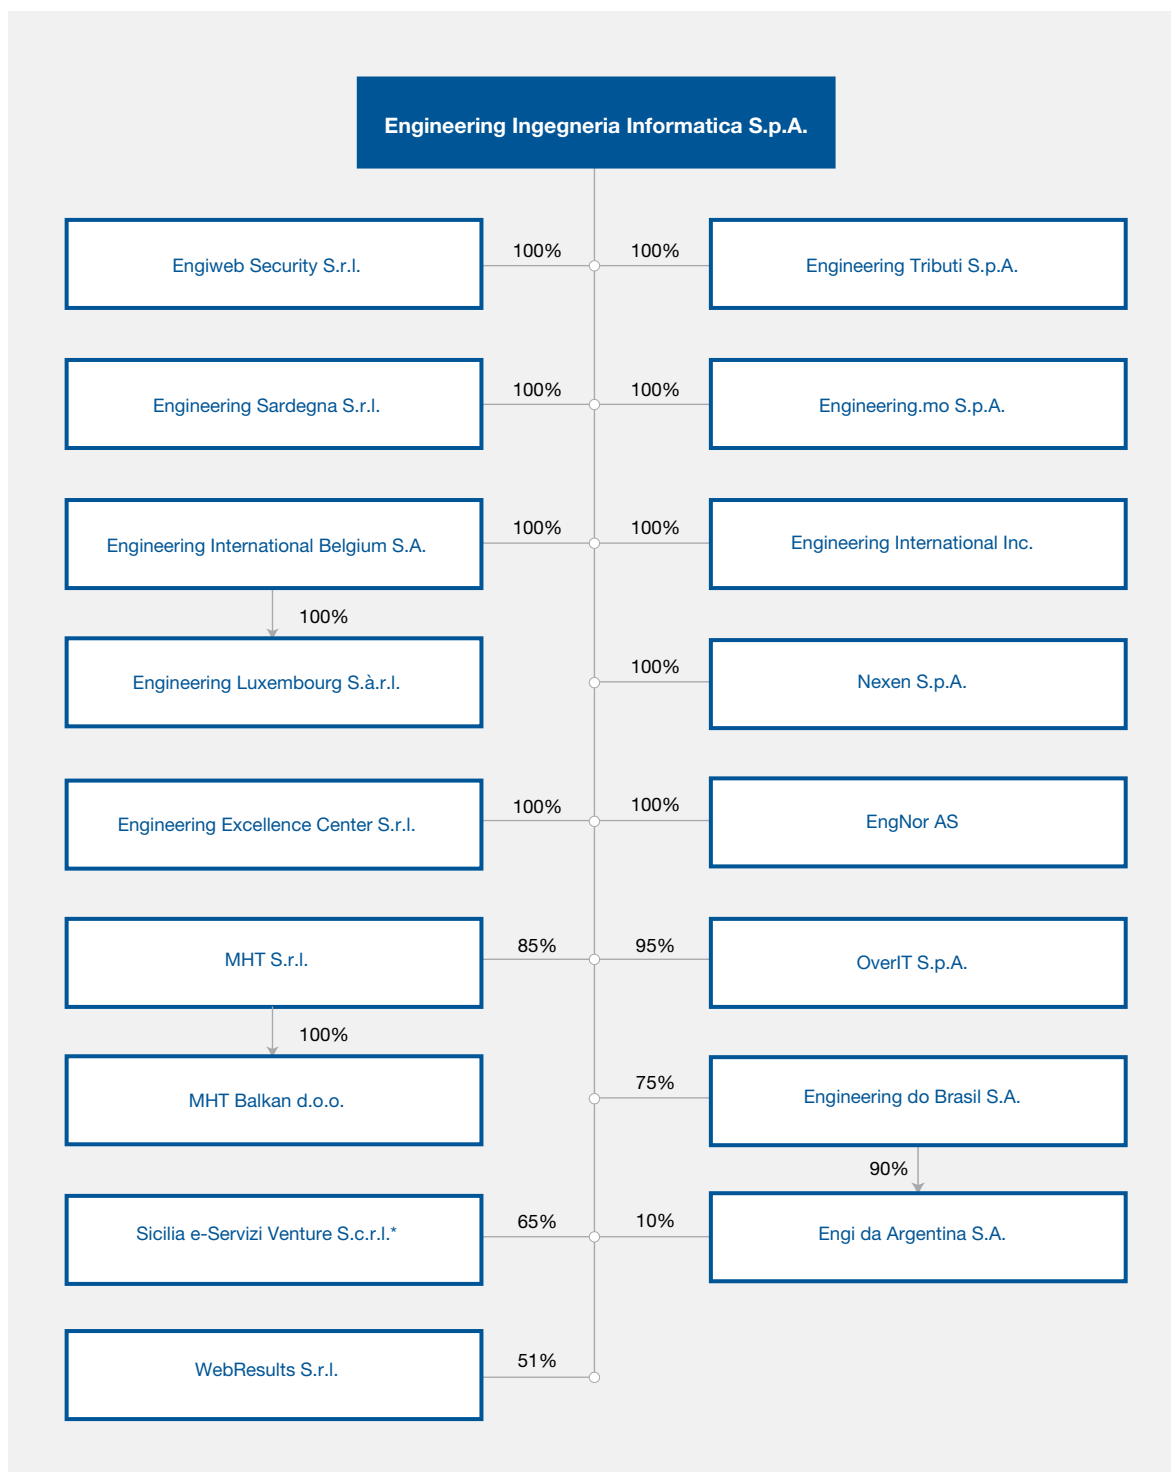 Engineering Ingegneria Informatica S.p.A.
Engiweb Security S.r.l.
100%
100%
Engineering Tributi S.p.A.
Engineering Sardegna S.r.l.
100%
100%
Engineering.mo S.p.A.
Engineering International Belgium S.A.
100%
100%
Engineering International Inc.
100%
Engineering Luxembourg S.à.r.l.
100%
Nexen S.p.A.
Engineering Excellence Center S.r.l.
100%
100%
EngNor AS
MHT S.r.l.
85%
95%
OverIT S.p.A.
100%
MHT Balkan d.o.o.
75%
Engineering do Brasil S.A.
90%
Sicilia e-Servizi Venture S.c.r.l.*
65%
10%
Engi da Argentina S.A.
WebResults S.r.l.
51%